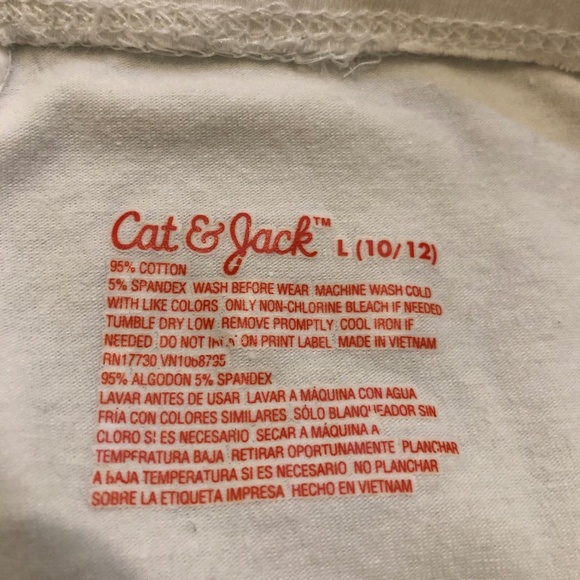 Cat & Jack™ L (10/12)
95% COTTON
5% SPANDEX WASH BEFORE WEAR MACHINE WASH COLD
WITH LIKE COLORS ONLY NON-CHLORINE BLEACH IF NEEDED
TUMBLE DRY LOW REMOVE PROMPTLY COOL IRON IF
NEEDED DO NOT ON PRINT LABEL MADE IN VIETNAM
RN17730
95% ALGODON 5% SPANDEX
LAVAR ANTES DE USAR LAVAR A MÁQUINA CON AGUA
FRÍA CON COLORES SIMILARES SÓLO BLANQUEADOR SIN
CLORO SI ES NECESARIO SECAR A MÁQUINA A
TEMPERATURA BAJA RETIRAR OPORTUNAMENTE PLANCHAR
A BAJA TEMPERATURA SI ES NECESARIO NO PLANCHAR
SOBRE LA ETIQUETA IMPRESA HECHO EN VIETNAM